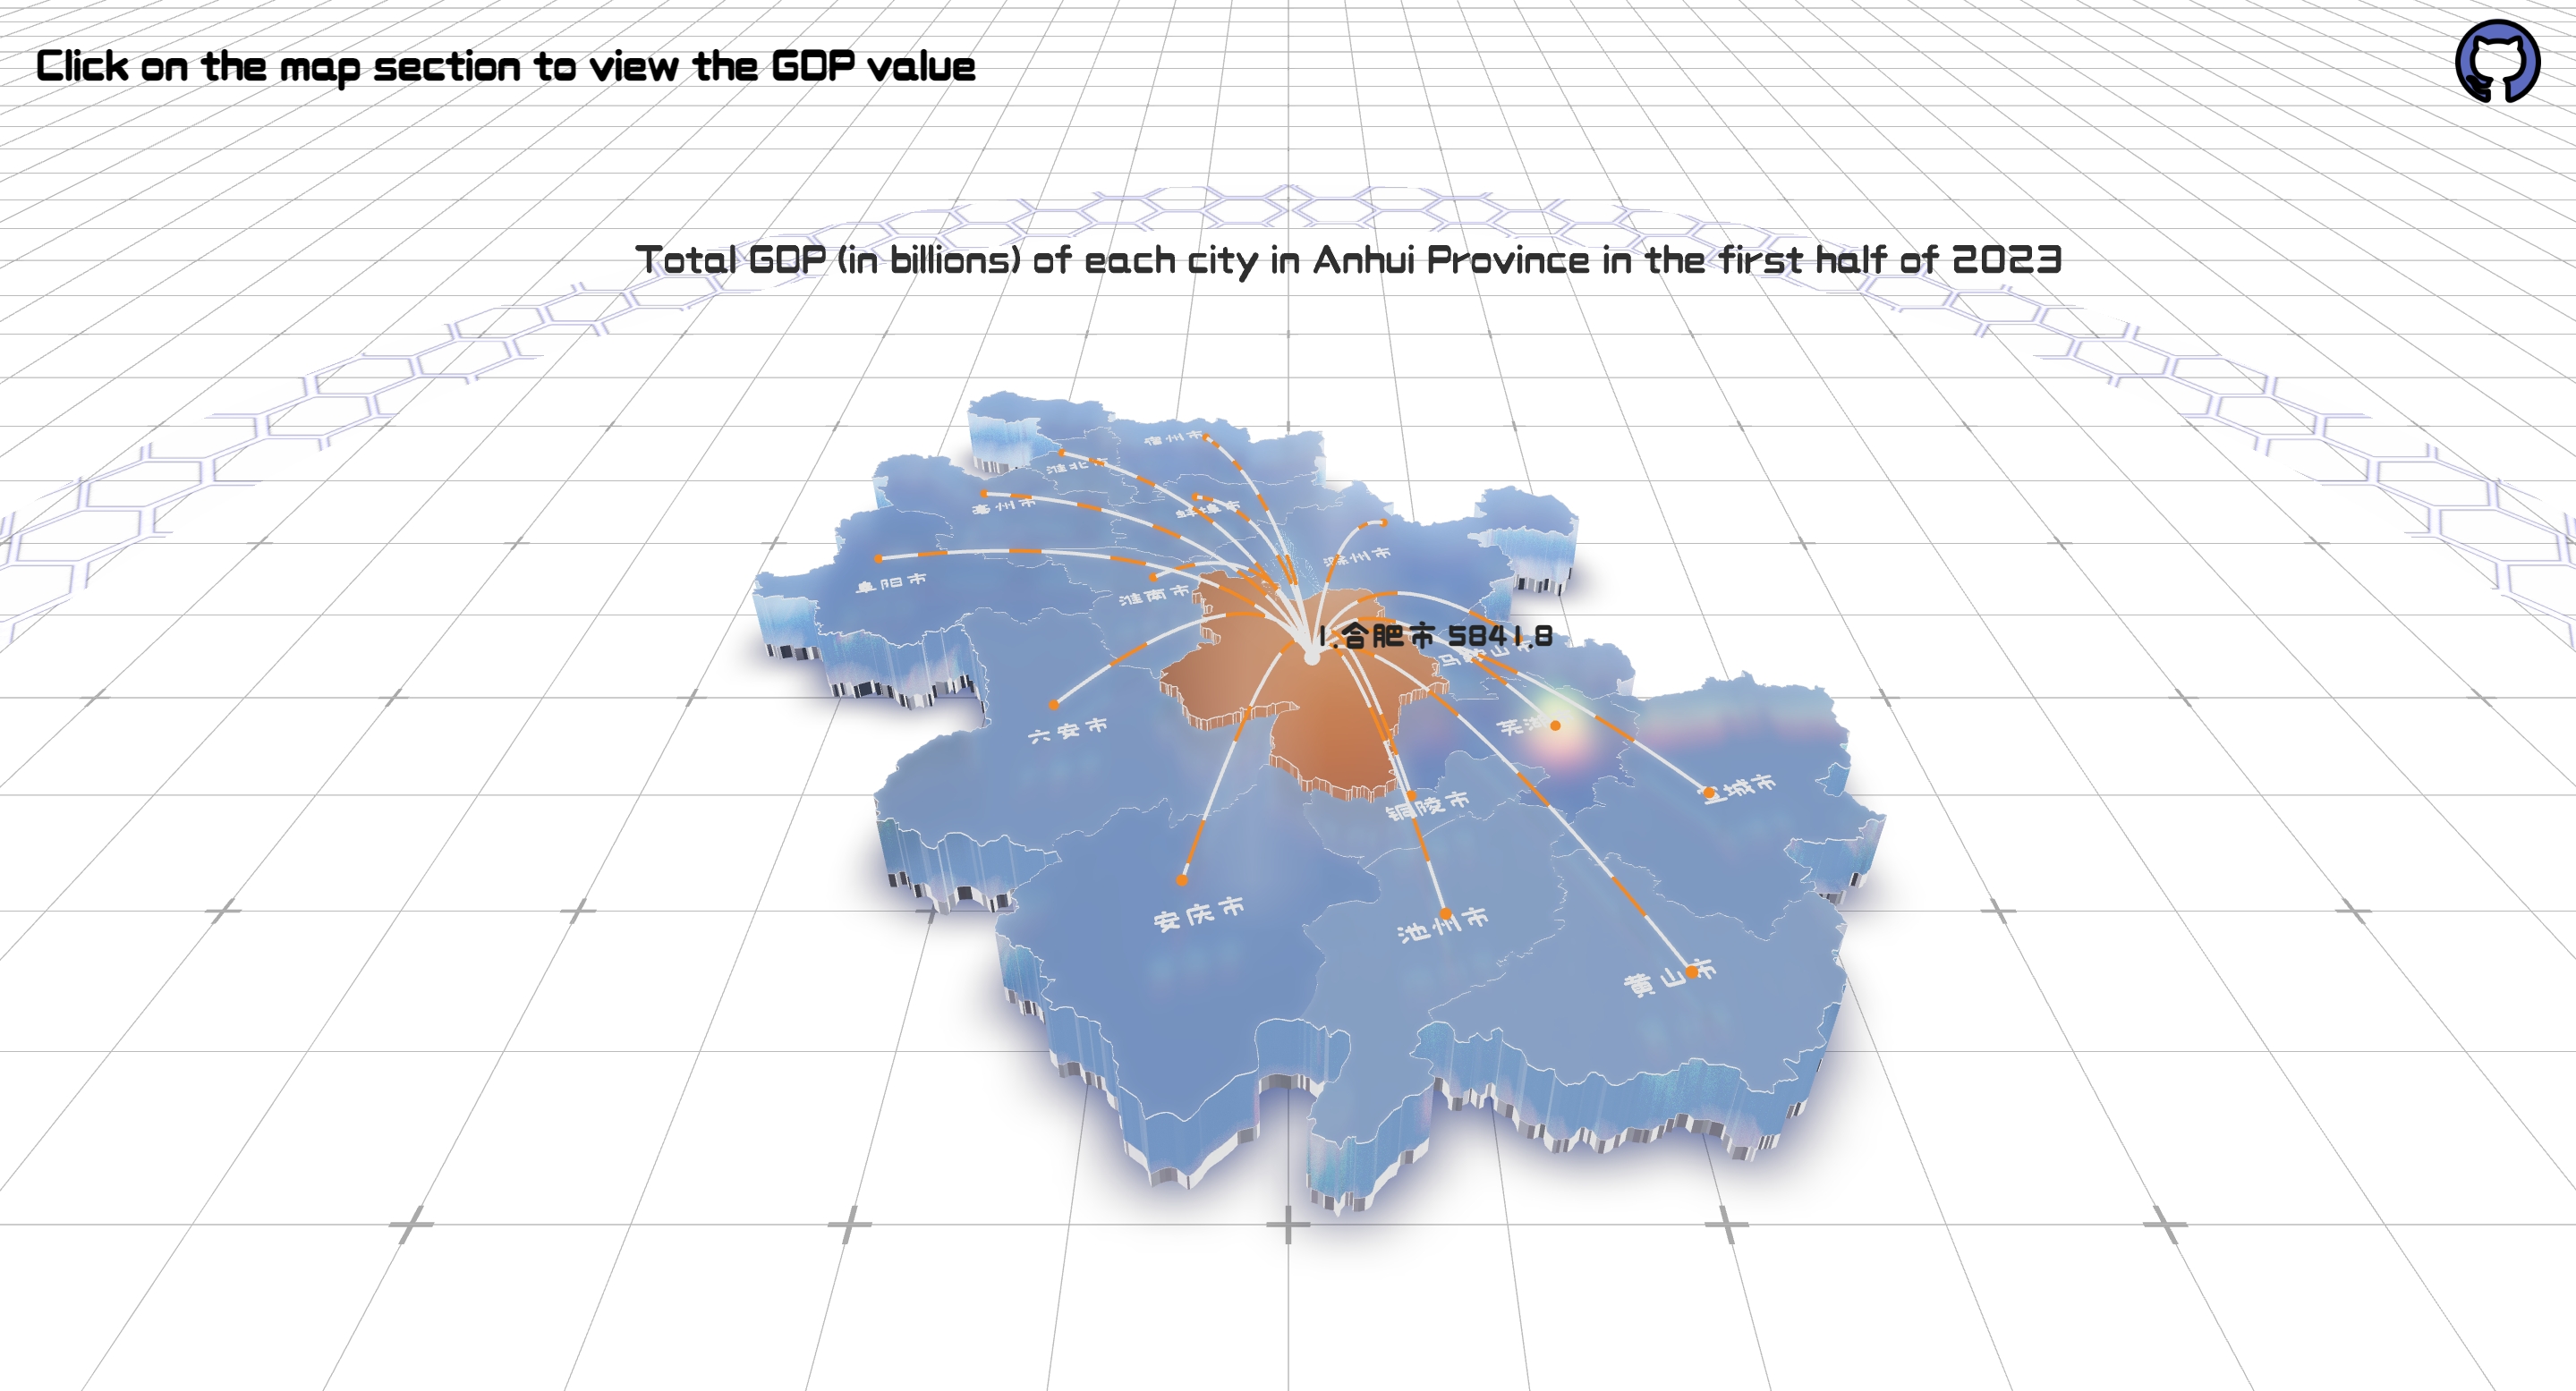 Click on the map section to view the GDP value
Total GDP (in billions) of each city in Anhui Province in the first half of 2023
宿州市
淮北市
亳州市
蚌埠市
滁州市
阜阳市
淮南市
1.合肥市 5841.8
马鞍山市
六安市
芜湖
宣城市
铜陵市
安庆市
池州市
黄山市